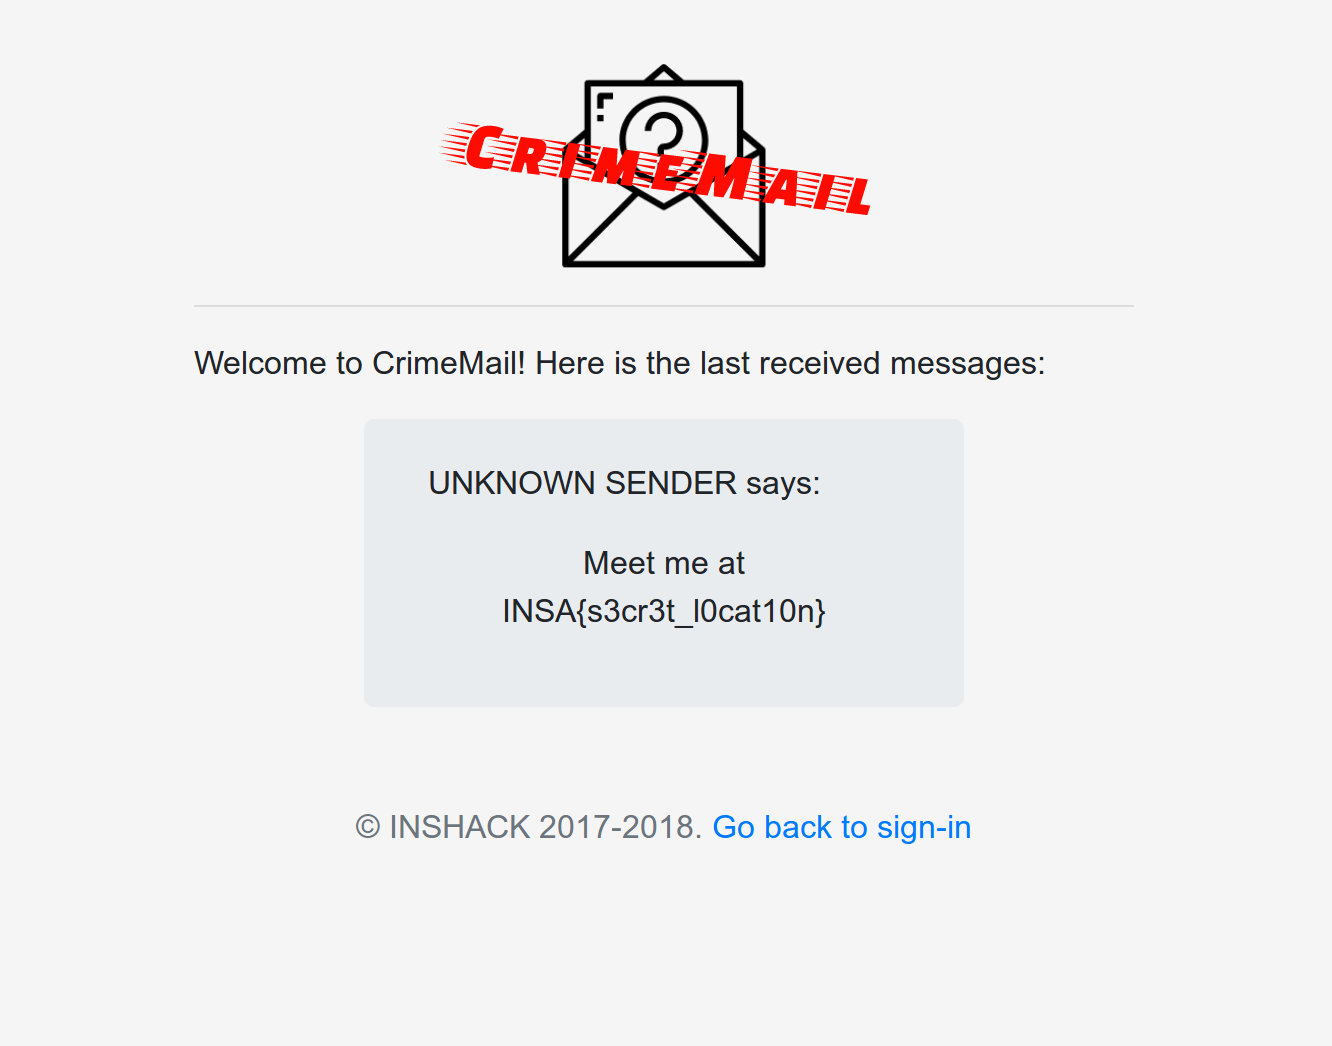 CrimeMail
Welcome to CrimeMail! Here is the last received messages:
UNKNOWN SENDER says:
Meet me at
INSA{s3cr3t_l0cat10n}
© INSHACK 2017-2018. Go back to sign-in